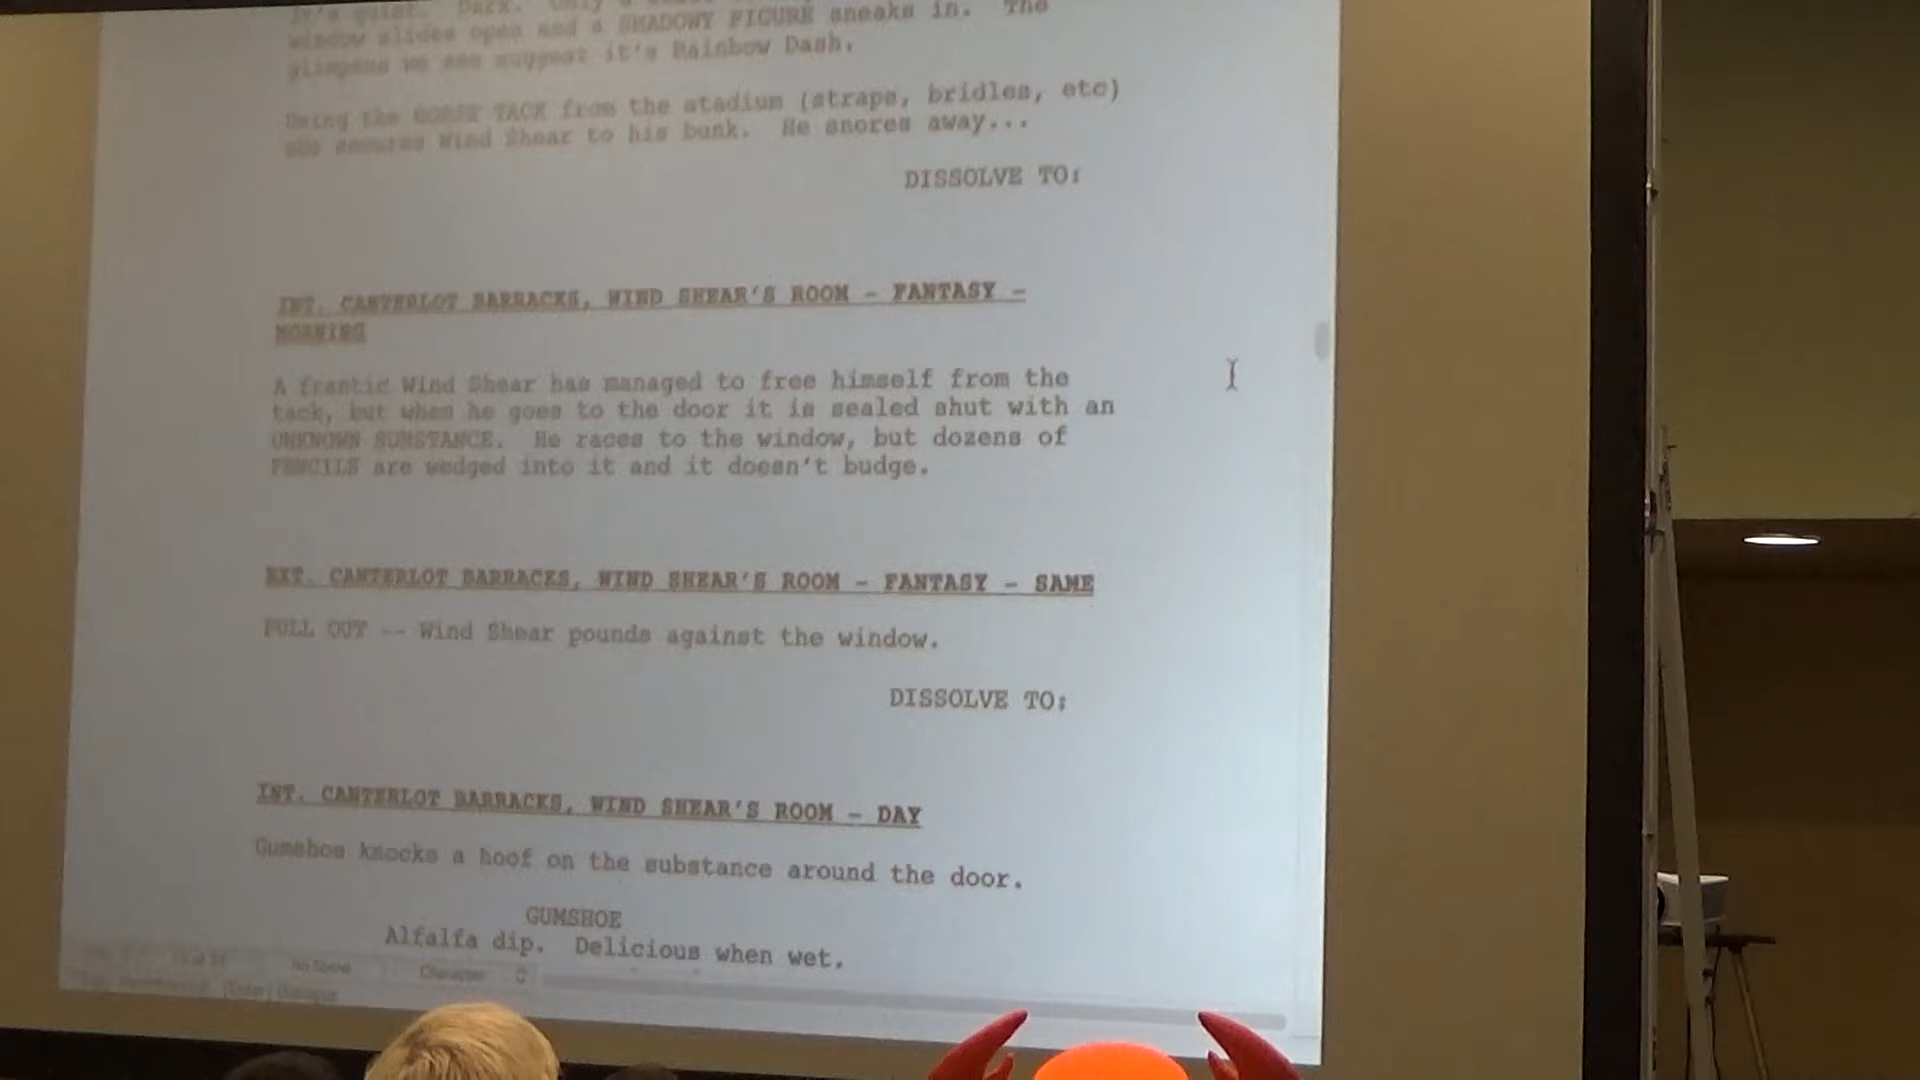 It's quiet. Dark. Only a
window slides open and a SHADOWY FIGURE sneaks in. The
glimpses we see suggest it's Rainbow Dash.
Using the HORSE TACK from the stadium (straps, bridles, etc)
she secures Wind Shear to his bunk. He snores away...
DISSOLVE TO:
INT. CANTERLOT BARRACKS, WIND SHEAR'S ROOM - FANTASY -
MORNING
A frantic Wind Shear has managed to free himself from the
tack, but when he goes to the door it is sealed shut with an
UNKNOWN SUBSTANCE. He races to the window, but dozens of
PENCILS are wedged into it and it doesn't budge.
EXT. CANTERLOT BARRACKS, WIND SHEAR'S ROOM - FANTASY - SAME
PULL OUT -- Wind Shear pounds against the window.
DISSOLVE TO:
INT. CANTERLOT BARRACKS, WIND SHEAR'S ROOM - DAY
Gumshoe knocks a hoof on the substance around the door.
GUMSHOE
Alfalfa dip. Delicious when wet.
No Scene Character
Dialogue